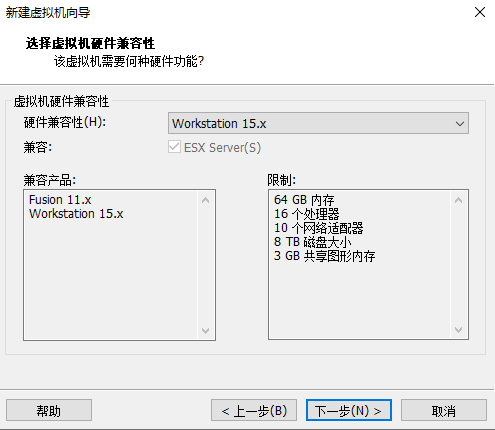 新建虚拟机向导
选择虚拟机硬件兼容性
该虚拟机需要何种硬件功能?
虚拟机硬件兼容性
硬件兼容性(H):
Workstation 15.x
兼容:
ESX Server(S)
兼容产品:
Fusion 11.x
Workstation 15.x
限制:
64 GB 内存
16 个处理器
10 个网络适配器
8 TB 磁盘大小
3 GB 共享图形内存
帮助
< 上一步(B)
下一步(N) >
取消